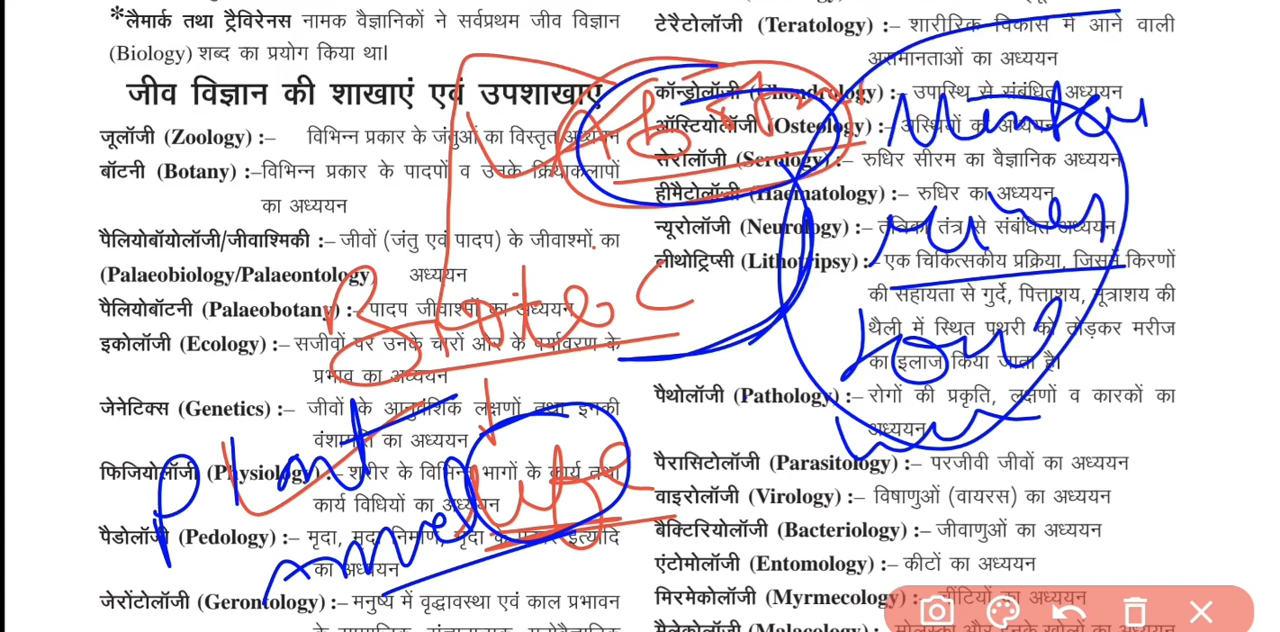 *लैमार्क तथा ट्रैविरेनस नामक वैज्ञानिकों ने सर्वप्रथम जीव विज्ञान
(Biology) शब्द का प्रयोग किया था।
जीव विज्ञान की शाखाएं एवं उपशाखाएं
जूलॉजी (Zoology) :– विभिन्न प्रकार के जंतुओं का विस्तृत अध्ययन
बॉटनी (Botany) :–विभिन्न प्रकार के पादपों व उनके क्रियाकलापों
का अध्ययन
पैलियोबॉयोलॉजी/जीवाश्मिकी :– जीवों (जंतु एवं पादप) के जीवाश्मों का
(Palaeobiology/Palaeontology) अध्ययन
पैलियोबॉटनी (Palaeobotany) :– पादप जीवाश्मों का अध्ययन
इकोलॉजी (Ecology) :– सजीवों पर उनके चारों ओर के पर्यावरण के
प्रभाव का अध्ययन
जेनेटिक्स (Genetics) :– जीवों के आनुवंशिक लक्षणों तथा इनकी
वंशागति का अध्ययन
फिजियोलॉजी (Physiology) :– शरीर के विभिन्न भागों के कार्य तथा
कार्य विधियों का अध्ययन
पैडोलॉजी (Pedology) :– मृदा, मृदा निर्माण, मृदा के प्रकार इत्यादि
का अध्ययन
जेरोंटोलॉजी (Gerontology) :– मनुष्य में वृद्धावस्था एवं काल प्रभावन
टेरैटोलॉजी (Teratology) :– शारीरिक विकास में आने वाली
असमानताओं का अध्ययन
कॉन्ड्रोलॉजी (Chondrology) :– उपास्थि से संबंधित अध्ययन
ऑस्टियोलॉजी (Osteology) :– अस्थियों का अध्ययन
सेरोलॉजी (Serology) :– रुधिर सीरम का वैज्ञानिक अध्ययन
हीमैटोलॉजी (Haematology) :– रुधिर का अध्ययन
न्यूरोलॉजी (Neurology) :– तंत्रिका तंत्र से संबंधित अध्ययन
लीथोट्रिप्सी (Lithotripsy) :– एक चिकित्सकीय प्रक्रिया, जिसमें किरणों
की सहायता से गुर्दे, पित्ताशय, मूत्राशय की
थैली में स्थित पथरी को तोड़कर मरीज
का इलाज किया जाता है।
पैथोलॉजी (Pathology) :– रोगों की प्रकृति, लक्षणों व कारकों का
अध्ययन
पैरासिटोलॉजी (Parasitology) :– परजीवी जीवों का अध्ययन
वाइरोलॉजी (Virology) :– विषाणुओं (वायरस) का अध्ययन
बैक्टिरियोलॉजी (Bacteriology) :– जीवाणुओं का अध्ययन
एंटोमोलॉजी (Entomology) :– कीटों का अध्ययन
मिरमेकोलॉजी (Myrmecology) :– चींटियों का अध्ययन
मैलेकोलॉजी (Malacology)
Plant
life